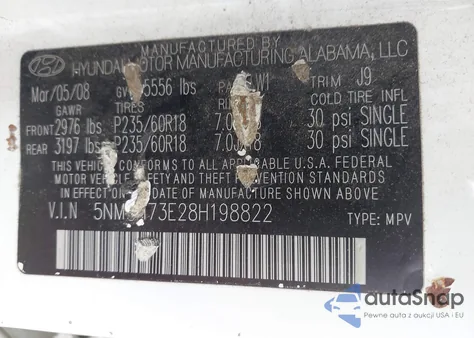 MANUFACTURED BY
HYUNDAI MOTOR MANUFACTURING ALABAMA, LLC
Mar/05/08 5556 lbs TRIM J9
GAWR TIRES COLD TIRE INFL
FRONT 2976 lbs P235/60R18 30 psi SINGLE
REAR 3197 lbs P235/60R18 30 psi SINGLE
THIS VEHICLE CONFORMS TO ALL APPLICABLE U.S.A. FEDERAL
MOTOR VEHICLE SAFETY AND THEFT PREVENTION STANDARDS
IN EFFECT ON THE DATE OF MANUFACTURE SHOWN ABOVE
V.I.N 5NM 73E28H198822 TYPE: MPV
autoSnap
Pewne auta z aukcji USA i EU